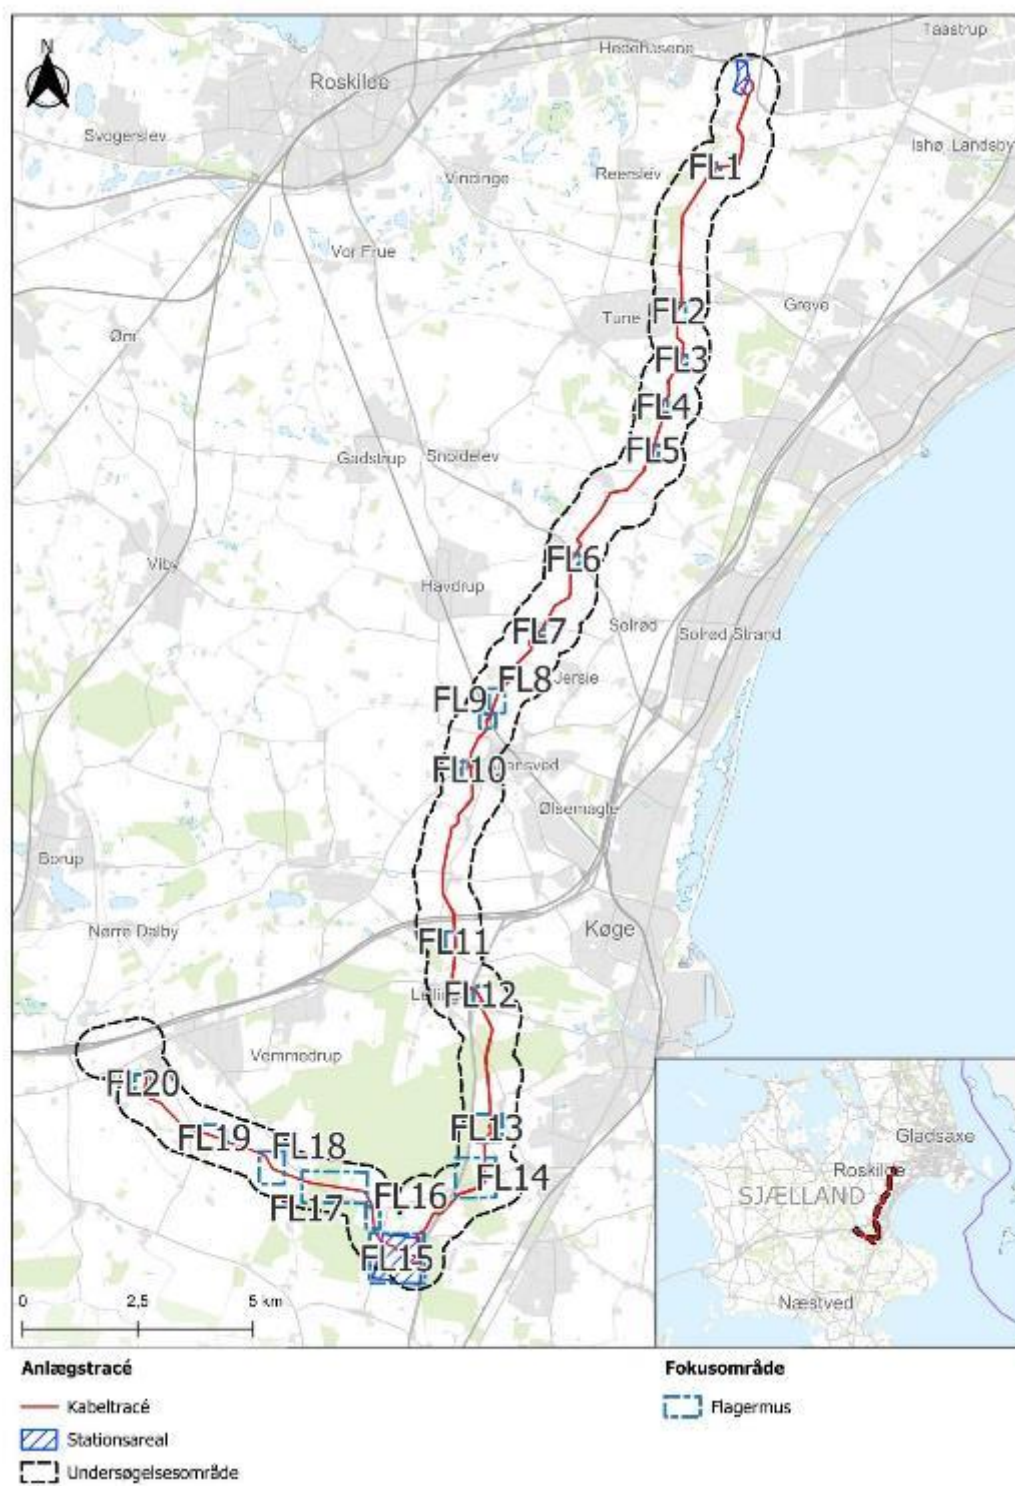 N
Taastrup
Hedehusene
Roskilde
Svogerslev
Ishø Landsby
FL1
Reerslev
Vindinge
Vor Frue
Greve
FL2
Tune
Øm
FL3
FL4
FL5
Gadstrup
Snoldelev
FL6
Viby
Havdrup
Solrød
FL7
Solrød Strand
FL8
Jersie
FL9
FL10
Ølsemagle
Borup
Køge
Nørre Dalby
FL11
FL12
Vemmedrup
FL20
FL13
FL19
FL18
FL14
FL16
FL17
FL15
Gladsaxe
Roskilde
SJÆLLAND
Næstved
0 2,5 5 km
Anlægstracé
Kabeltracé
Stationsareal
Undersøgelsesområde
Fokusområde
Flagermus